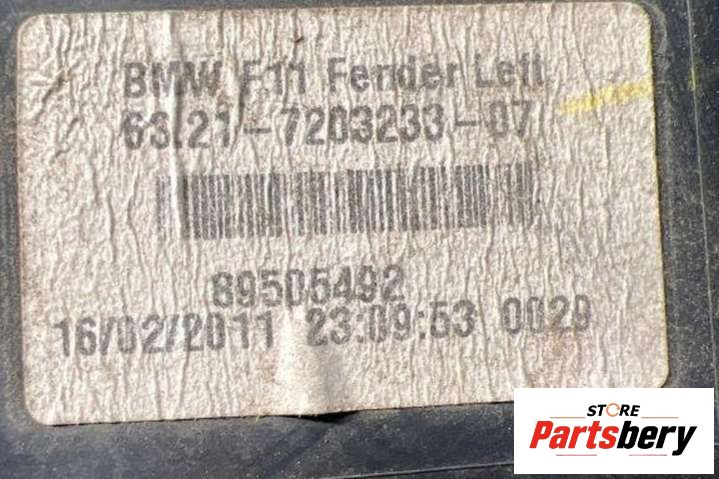 BMW F11 Fender Left
63.21-7203233-07
89505492
16/02/2011 23:09:53 0029
STORE
Partsbery